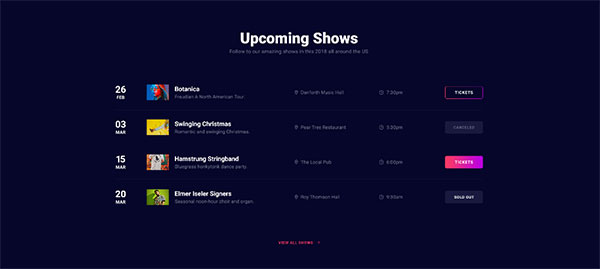 Upcoming Shows
Follow to our amazing shows in this 2018 all around the US
26 FEB Botanica Danforth Music Hall 7:30pm TICKETS
Freudian A North American Tour.
03 MAR Swinging Christmas Pear Tree Restaurant 5:30pm CANCELED
Romantic and swinging Christmas.
15 MAR Hamstrung Stringband The Local Pub 6:00pm TICKETS
Bluegrass honkytonk dance party.
20 MAR Elmer Iseler Signers Roy Thomson Hall 9:30am SOLD OUT
Seasonal noon-hour choir and organ.
VIEW ALL SHOWS